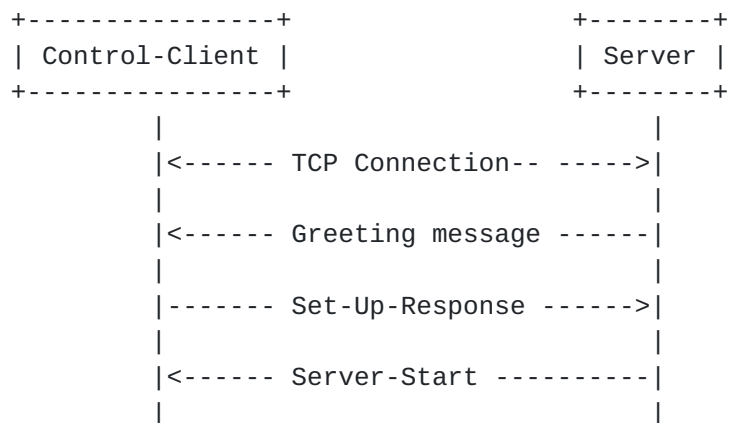 Control-Client Server
TCP Connection
Greeting message
Set-Up-Response
Server-Start